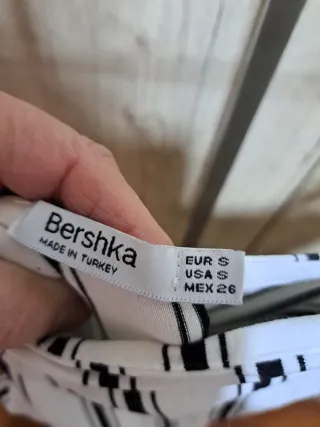 Bershka
MADE IN TURKEY
EUR S
USA S
MEX 26